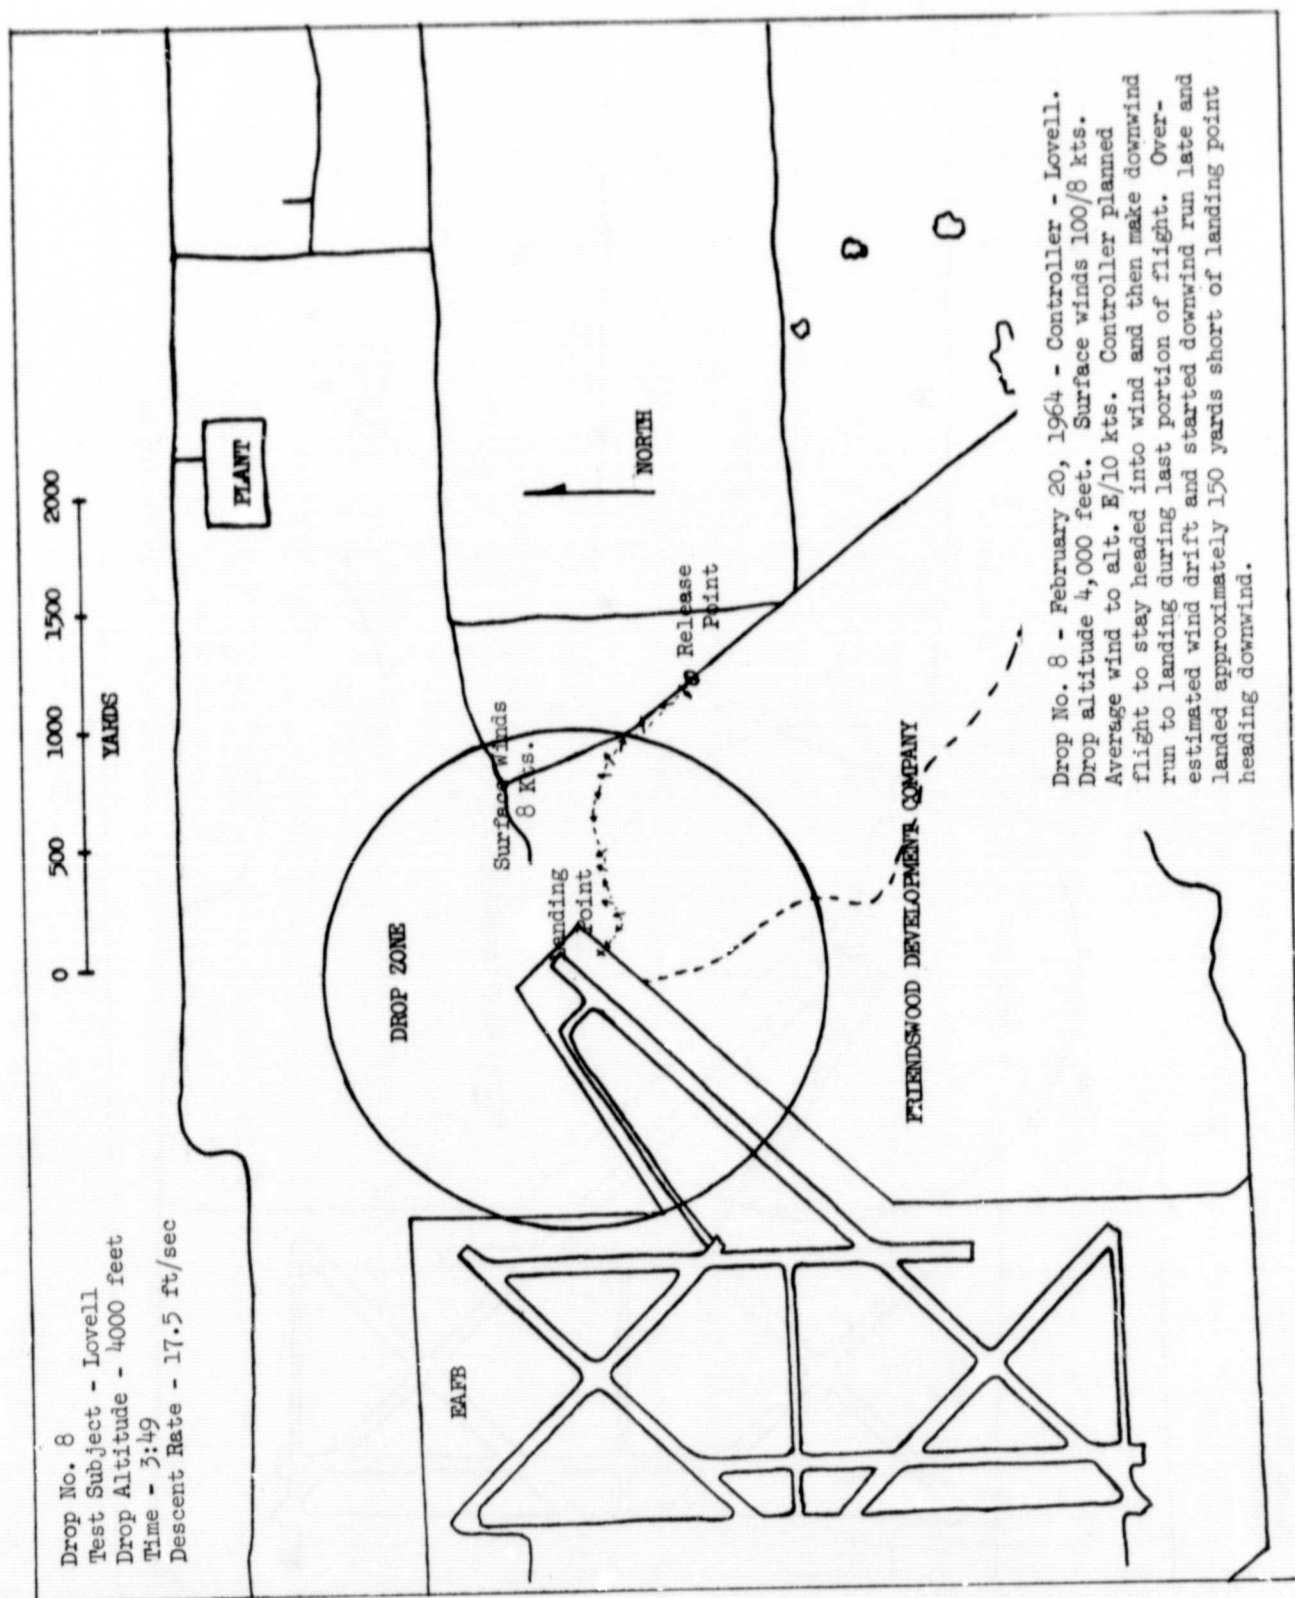 Drop No. 8
Test Subject - Lovell
Drop Altitude - 4000 feet
Time - 3:49
Descent Rate - 17.5 ft/sec
0 500 1000 1500 2000
YARDS
PLANT
DROP ZONE
Surface winds
8 Kts.
NORTH
Landing
Point
Release
Point
EAFB
FRIENDSWOOD DEVELOPMENT COMPANY
Drop No. 8 - February 20, 1964 - Controller - Lovell.
Drop altitude 4,000 feet. Surface winds 100/8 kts.
Average wind to alt. E/10 kts. Controller planned
flight to stay headed into wind and then make downwind
run to landing during last portion of flight. Over-
estimated wind drift and started downwind run late and
landed approximately 150 yards short of landing point
heading downwind.